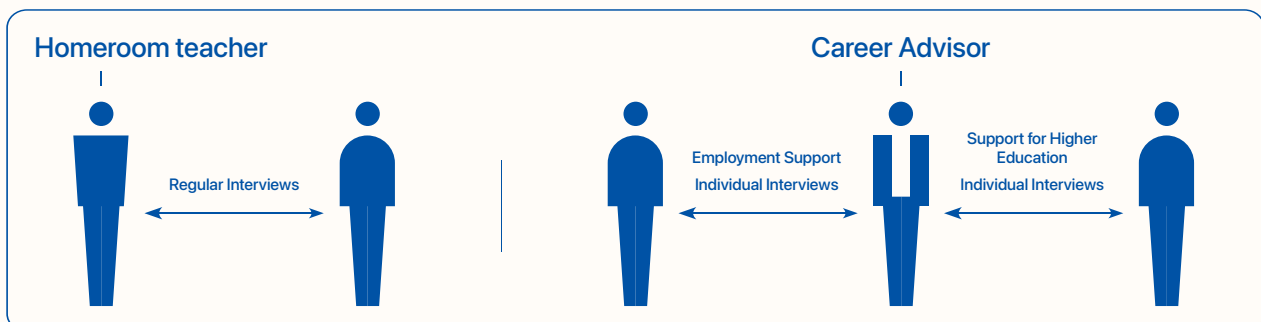 Homeroom teacher
Career Advisor
Regular Interviews
Employment Support
Individual Interviews
Support for Higher
Education
Individual Interviews